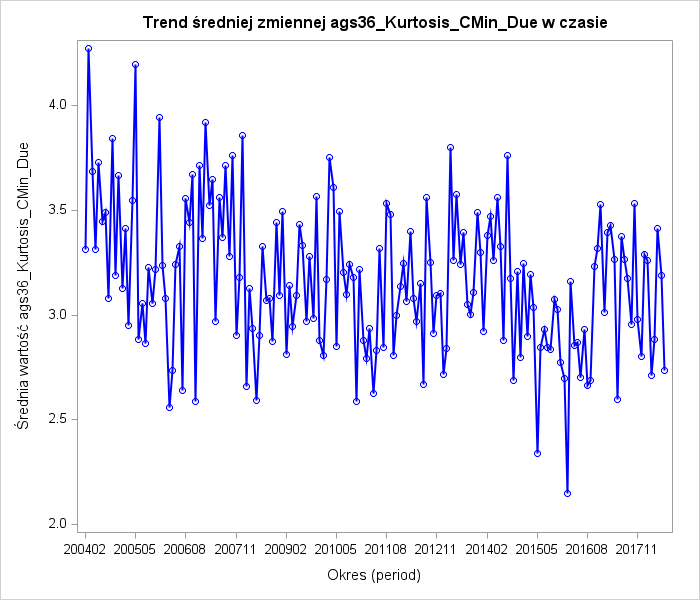 Trend średniej zmiennej ags36_Kurtosis_CMin_Due w czasie
Średnia wartość ags36_Kurtosis_CMin_Due
4.0
3.5
3.0
2.5
2.0
200402 200505 200608 200711 200902 201005 201108 201211 201402 201505 201608 201711
Okres (period)